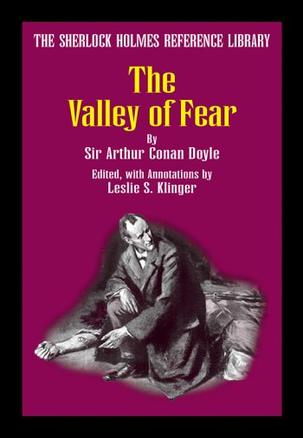 THE SHERLOCK HOLMES REFERENCE LIBRARY
The
Valley of Fear
By
Sir Arthur Conan Doyle
Edited, with Annotations by
Leslie S. Klinger